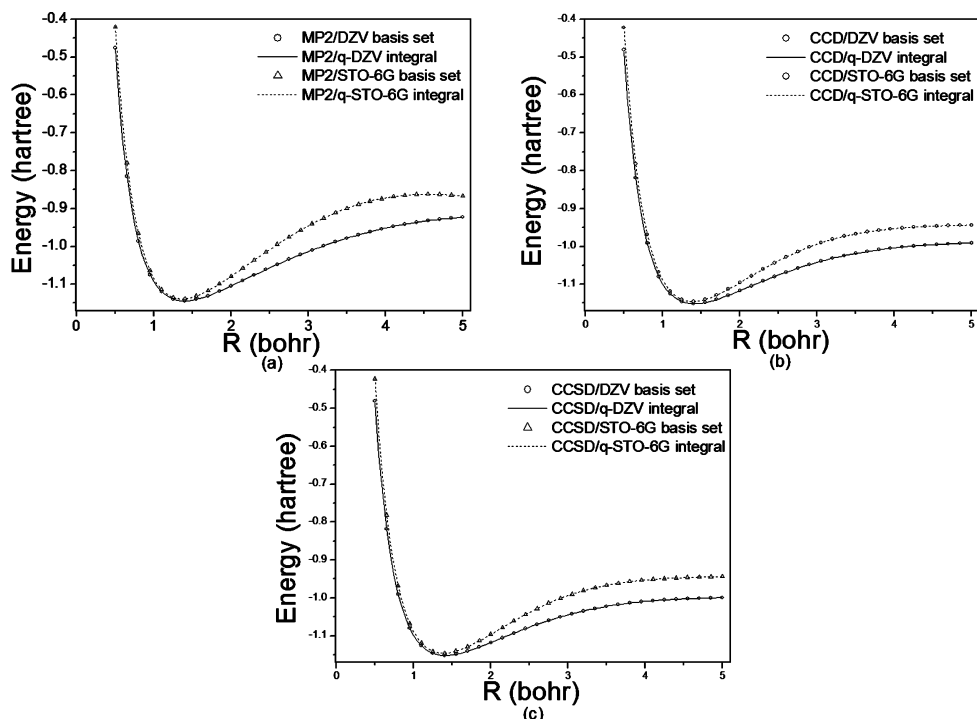 -0.4
-0.5
-0.6
-0.7
-0.8
-0.9
-1.0
-1.1
Energy (hartree)
MP2/DZV basis set
MP2/q-DZV integral
MP2/STO-6G basis set
MP2/q-STO-6G integral
0 1 2 3 4 5
R (bohr)
(a)
-0.4
-0.5
-0.6
-0.7
-0.8
-0.9
-1.0
-1.1
Energy (hartree)
CCD/DZV basis set
CCD/q-DZV integral
CCD/STO-6G basis set
CCD/q-STO-6G integral
0 1 2 3 4 5
R (bohr)
(b)
-0.4
-0.5
-0.6
-0.7
-0.8
-0.9
-1.0
-1.1
Energy (hartree)
CCSD/DZV basis set
CCSD/q-DZV integral
CCSD/STO-6G basis set
CCSD/q-STO-6G integral
0 1 2 3 4 5
R (bohr)
(c)